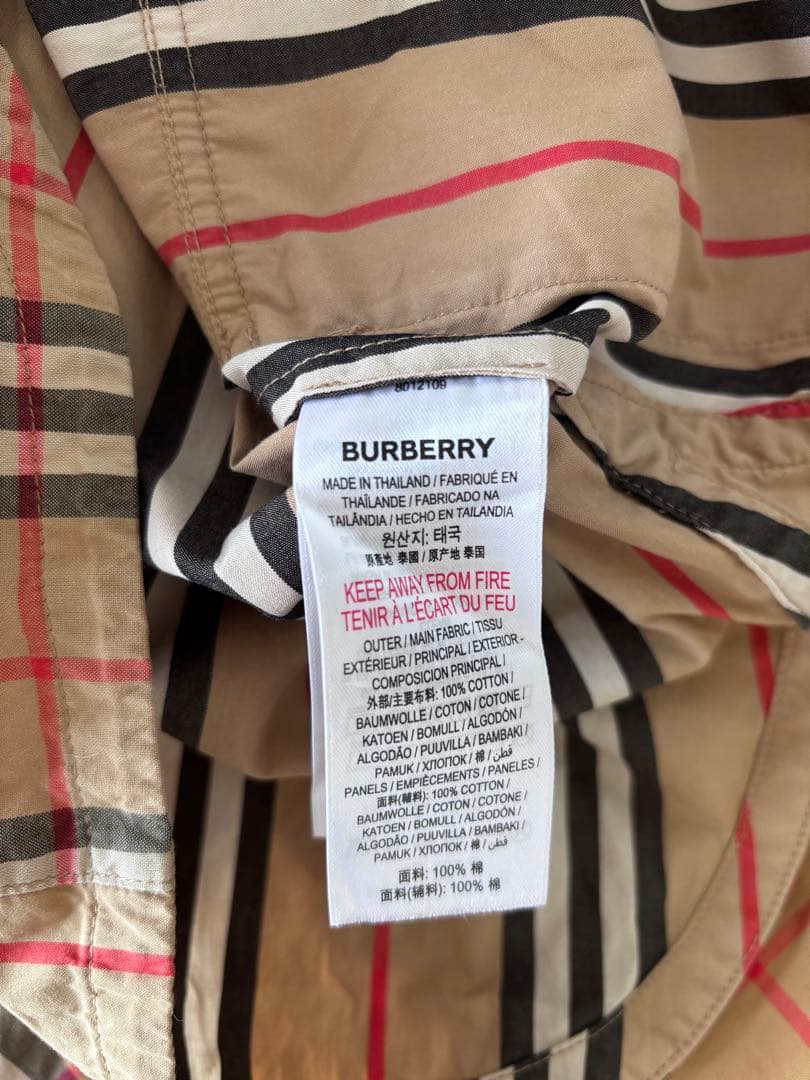 8012109
BURBERRY
MADE IN THAILAND / FABRIQUÉ EN
THAÏLANDE / FABRICADO NA
TAILÂNDIA / HECHO EN TAILANDIA
원산지: 태국
原產地 泰國 / 原产地 泰国
KEEP AWAY FROM FIRE
TENIR À L'ÉCART DU FEU
OUTER / MAIN FABRIC / TISSU
EXTÉRIEUR / PRINCIPAL / EXTERIOR -
COMPOSICION PRINCIPAL /
外部/主要布料: 100% COTTON /
BAUMWOLLE / COTON / COTONE /
KATOEN / BOMULL / ALGODÓN /
ALGODÃO / PUUVILLA / BAMBAKI /
PAMUK / ХЛОПОК / 棉 / قطن /
PANELS / EMPIÈCEMENTS / PANELES /
面料(輔料): 100% COTTON /
BAUMWOLLE / COTON / COTONE /
KATOEN / BOMULL / ALGODÓN /
ALGODÃO / PUUVILLA / BAMBAKI /
PAMUK / ХЛОПОК / 棉 / قطن /
面料: 100% 棉
面料(辅料): 100% 棉